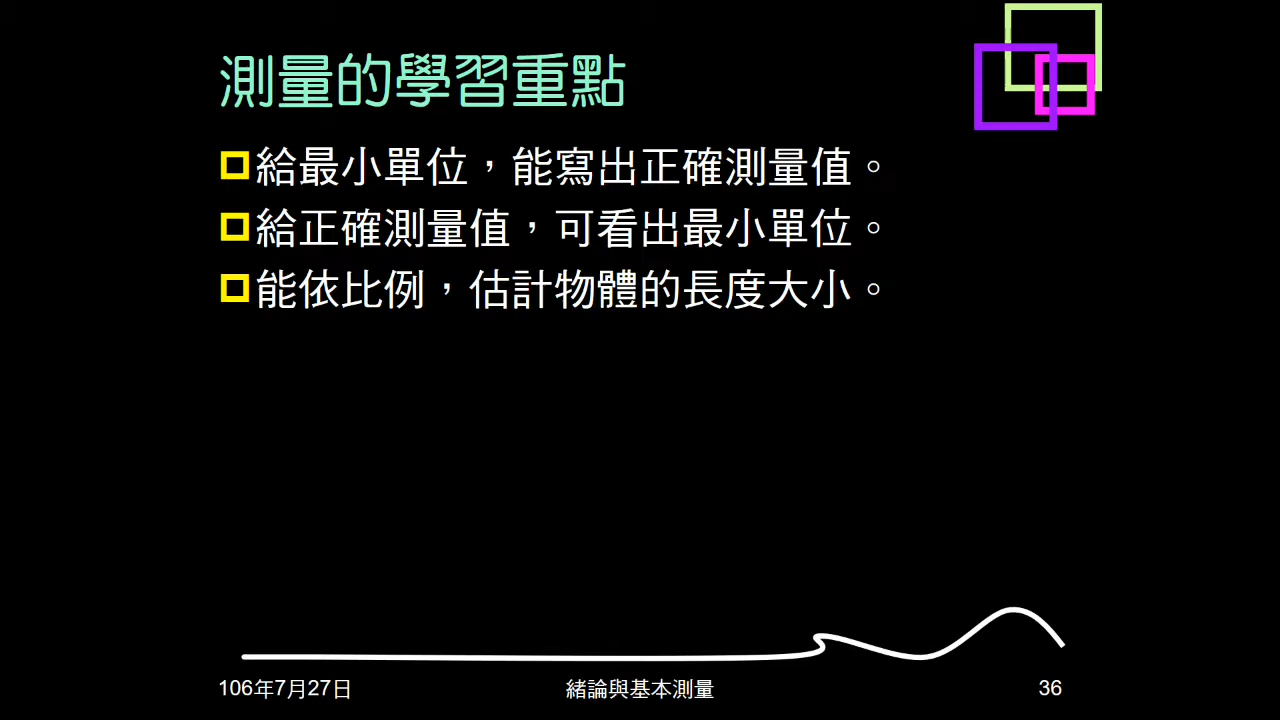 測量的學習重點
給最小單位，能寫出正確測量值。
給正確測量值，可看出最小單位。
能依比例，估計物體的長度大小。
106年7月27日
緒論與基本測量
36